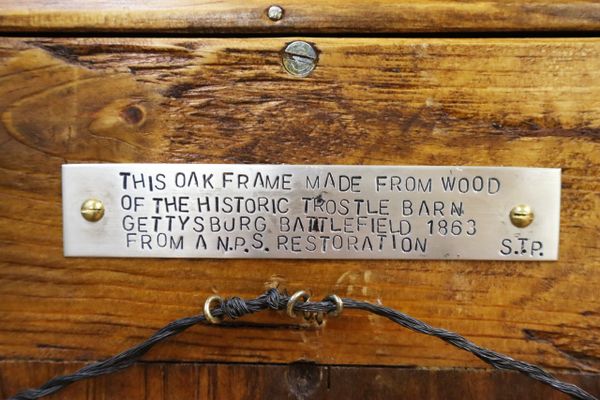 THIS OAK FRAME MADE FROM WOOD
OF THE HISTORIC TROSTLE BARN
GETTYSBURG BATTLEFIELD 1863
FROM A N.P.S. RESTORATION S.T.P.